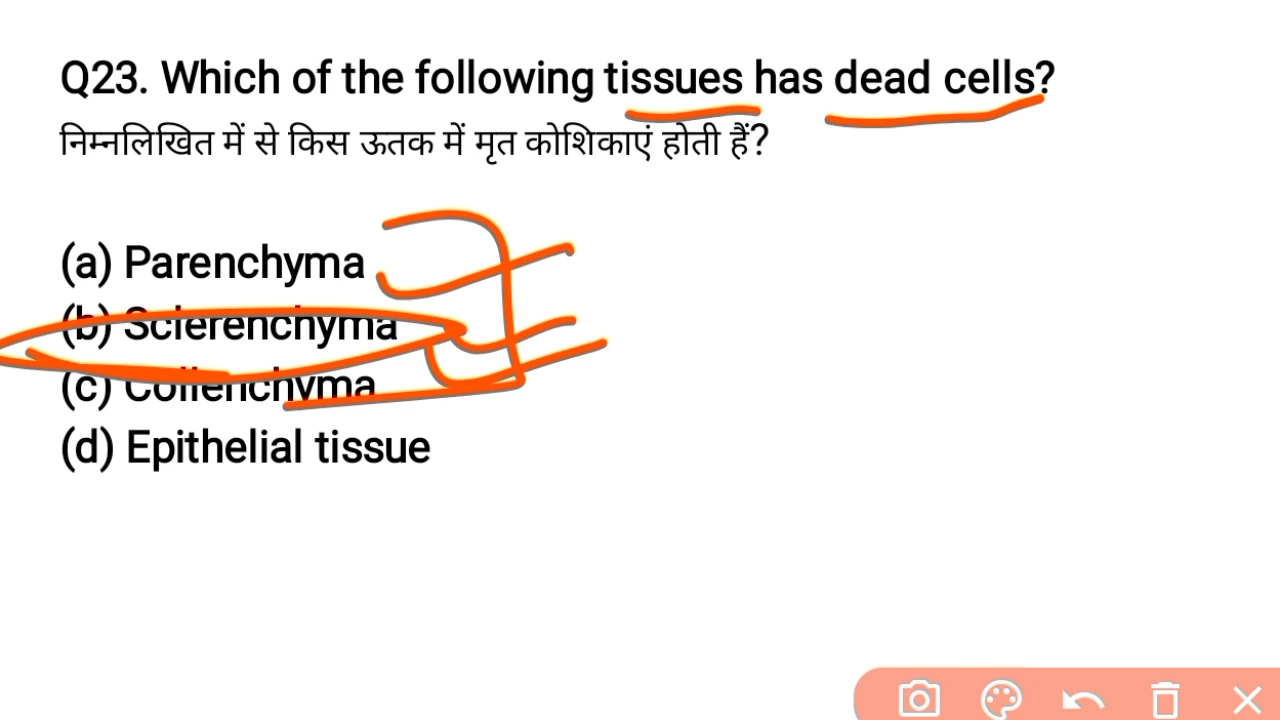 Q23. Which of the following tissues has dead cells?
निम्नलिखित में से किस ऊतक में मृत कोशिकाएं होती हैं?
(a) Parenchyma
(b) Sclerenchyma
(c) Collenchyma
(d) Epithelial tissue